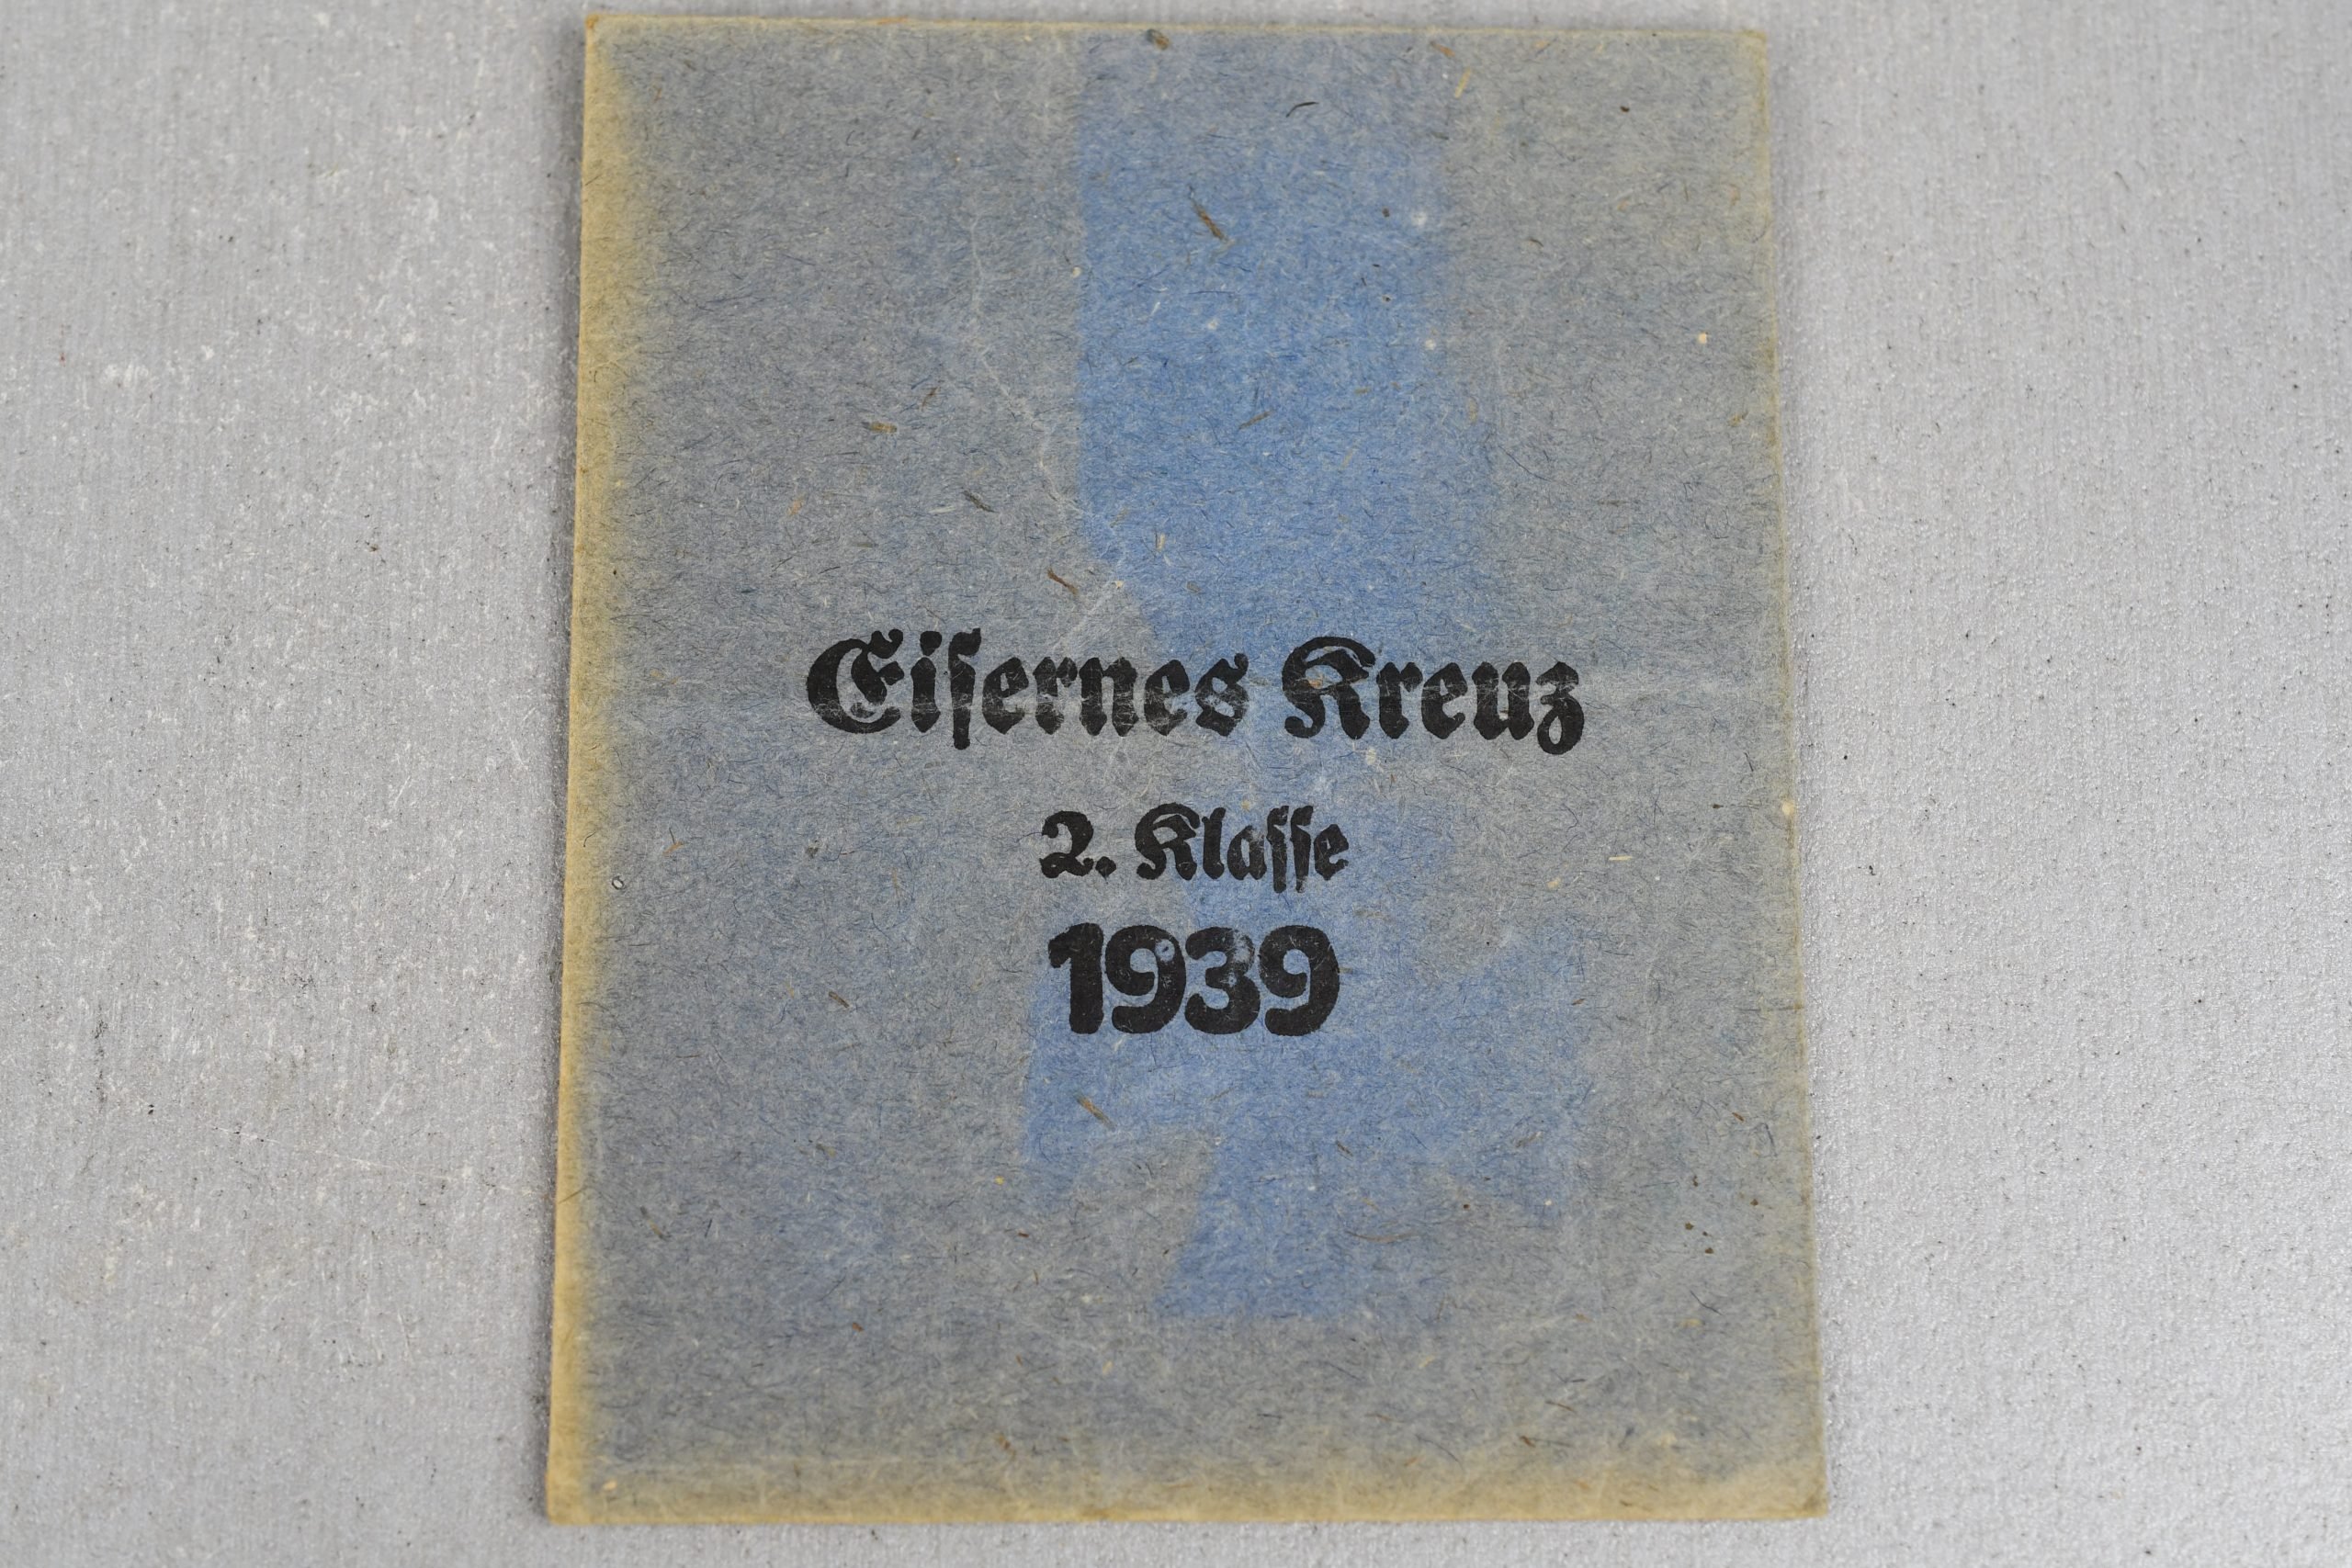 Eiſernes Kreuz
2. Klaſſe
1939